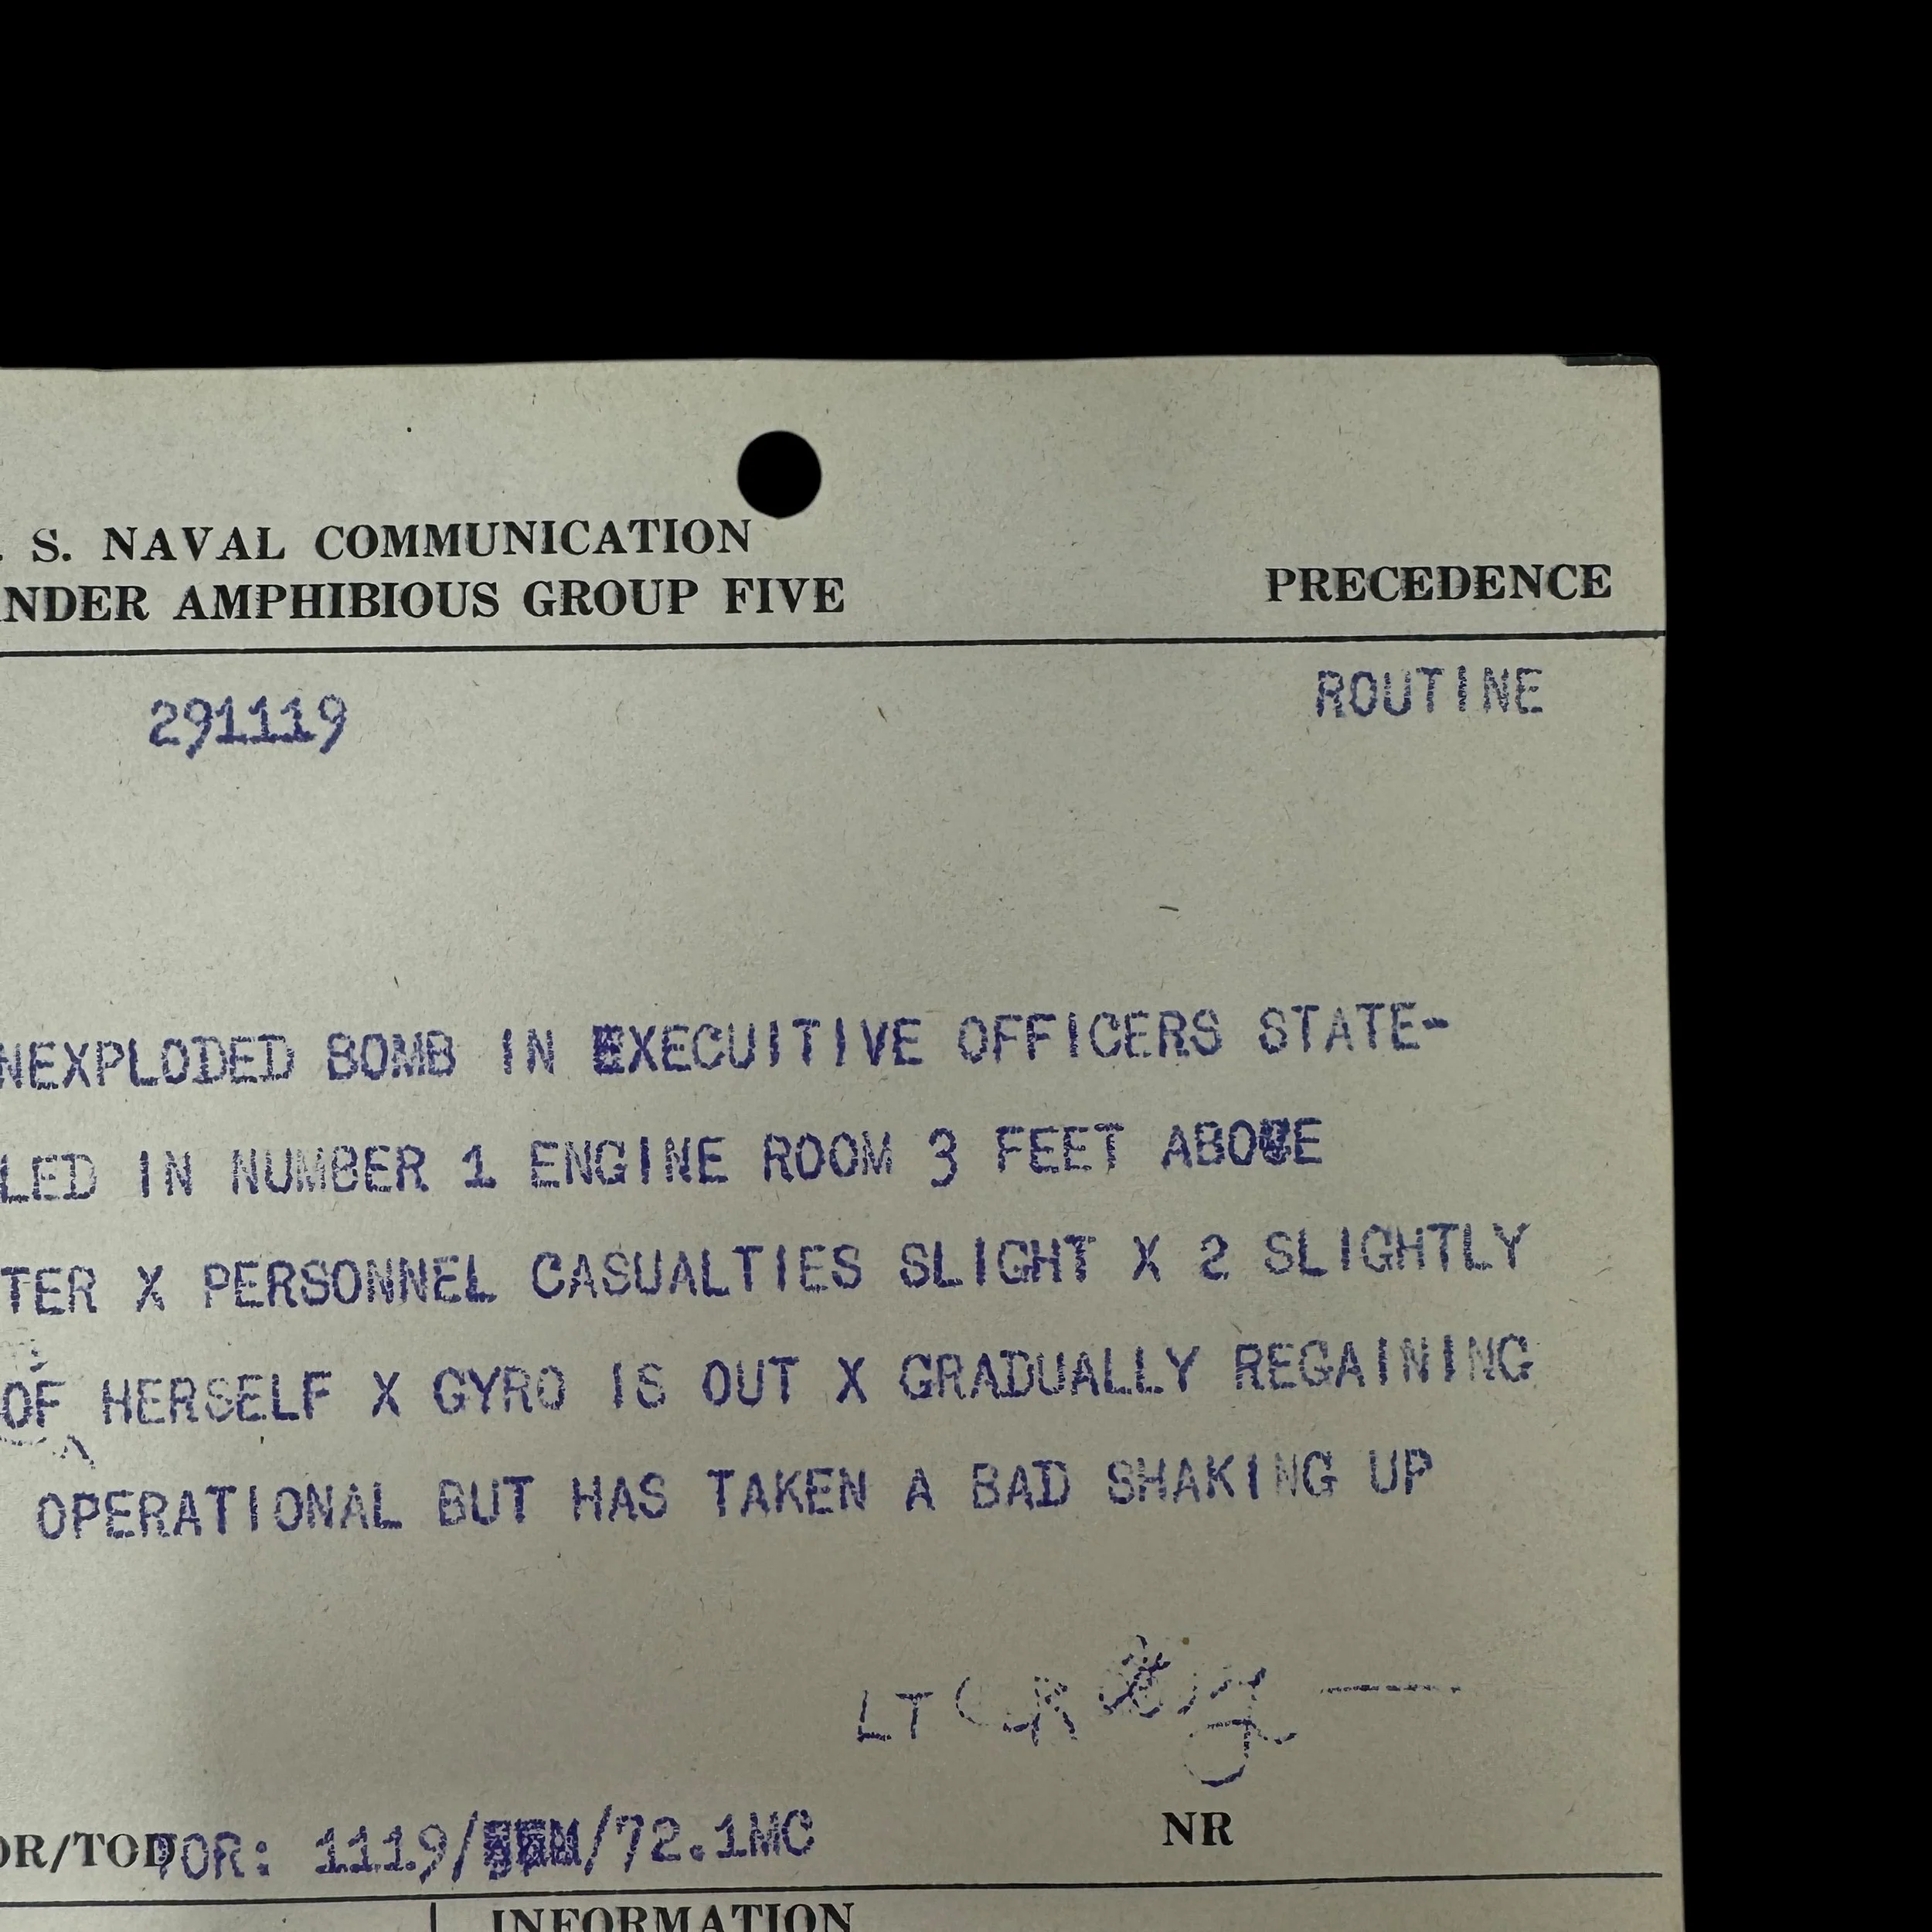 . S. NAVAL COMMUNICATION
NDER AMPHIBIOUS GROUP FIVE
PRECEDENCE
291119
ROUTINE
NEXPLODED BOMB IN EXECUITIVE OFFICERS STATE-
LED IN NUMBER 1 ENGINE ROOM 3 FEET ABOVE
TER X PERSONNEL CASUALTIES SLIGHT X 2 SLIGHTLY
OF HERSELF X GYRO IS OUT X GRADUALLY REGAINING
OPERATIONAL BUT HAS TAKEN A BAD SHAKING UP
LT
NR
OR/TOD TOR: 1119/ /72.1MC
INFORMATION